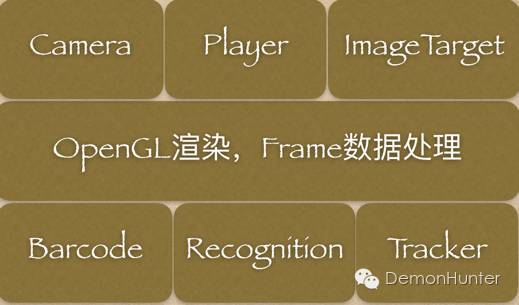 Camera
Player
ImageTarget
OpenGL渲染，Frame数据处理
Barcode
Recognition
Tracker
DemonHunter